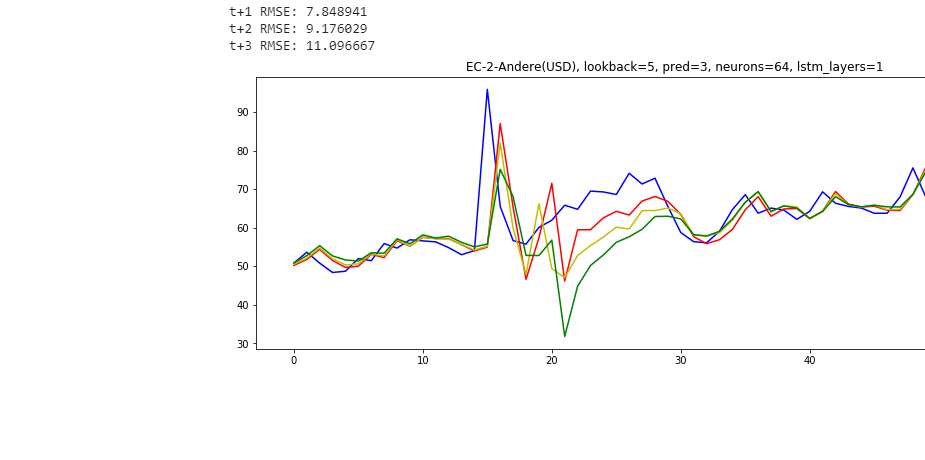 t+1 RMSE: 7.848941
t+2 RMSE: 9.176029
t+3 RMSE: 11.096667
EC-2-Andere(USD), lookback=5, pred=3, neurons=64, lstm_layers=1
90
80
70
60
50
40
30
0 10 20 30 40